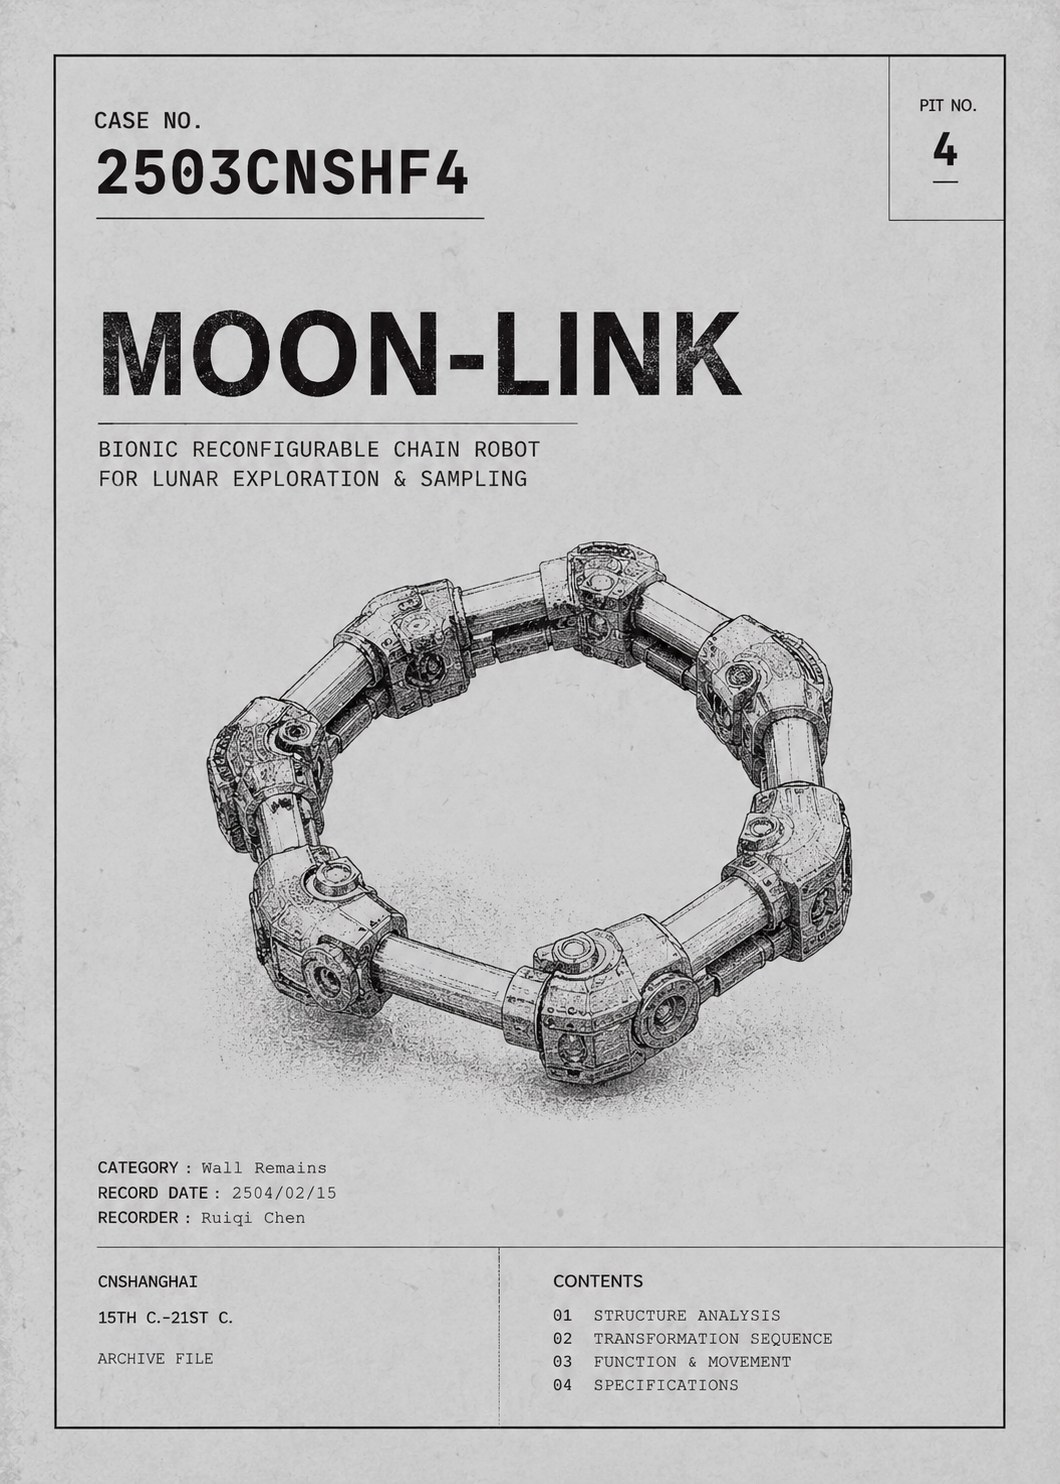 CASE NO.
2503CNSHF4
PIT NO.
4
MOON-LINK
BIONIC RECONFIGURABLE CHAIN ROBOT
FOR LUNAR EXPLORATION & SAMPLING
CATEGORY : Wall Remains
RECORD DATE : 2504/02/15
RECORDER : Ruiqi Chen
CNSHANGHAI
15TH C.-21ST C.
ARCHIVE FILE
CONTENTS
01 STRUCTURE ANALYSIS
02 TRANSFORMATION SEQUENCE
03 FUNCTION & MOVEMENT
04 SPECIFICATIONS